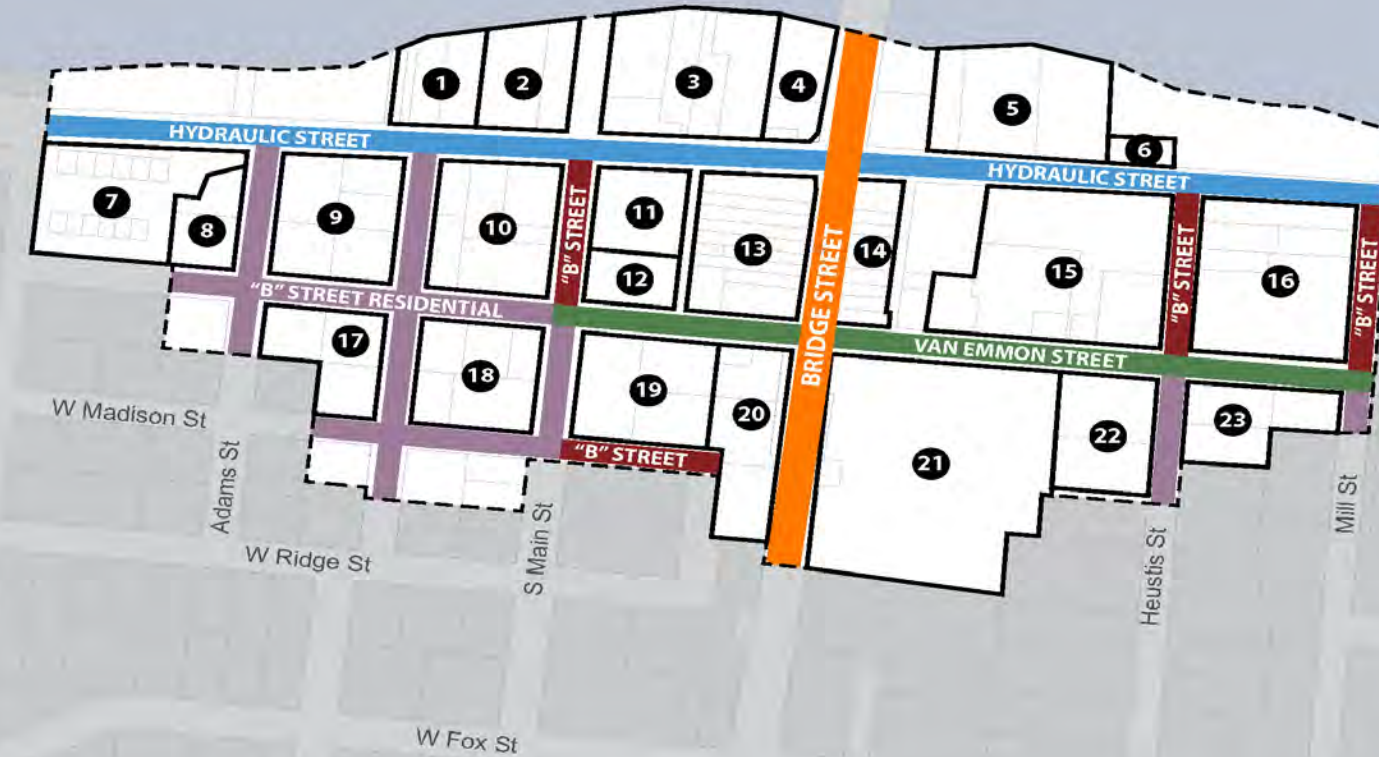 1
2
3
4
5
6
HYDRAULIC STREET
HYDRAULIC STREET
7
8
9
10
"B" STREET
11
12
13
14
BRIDGE STREET
15
"B" STREET
16
"B" STREET
"B" STREET RESIDENTIAL
VAN EMMON STREET
17
18
19
20
21
22
23
"B" STREET
W Madison St
Adams St
W Ridge St
S Main St
Heustis St
Mill St
W Fox St